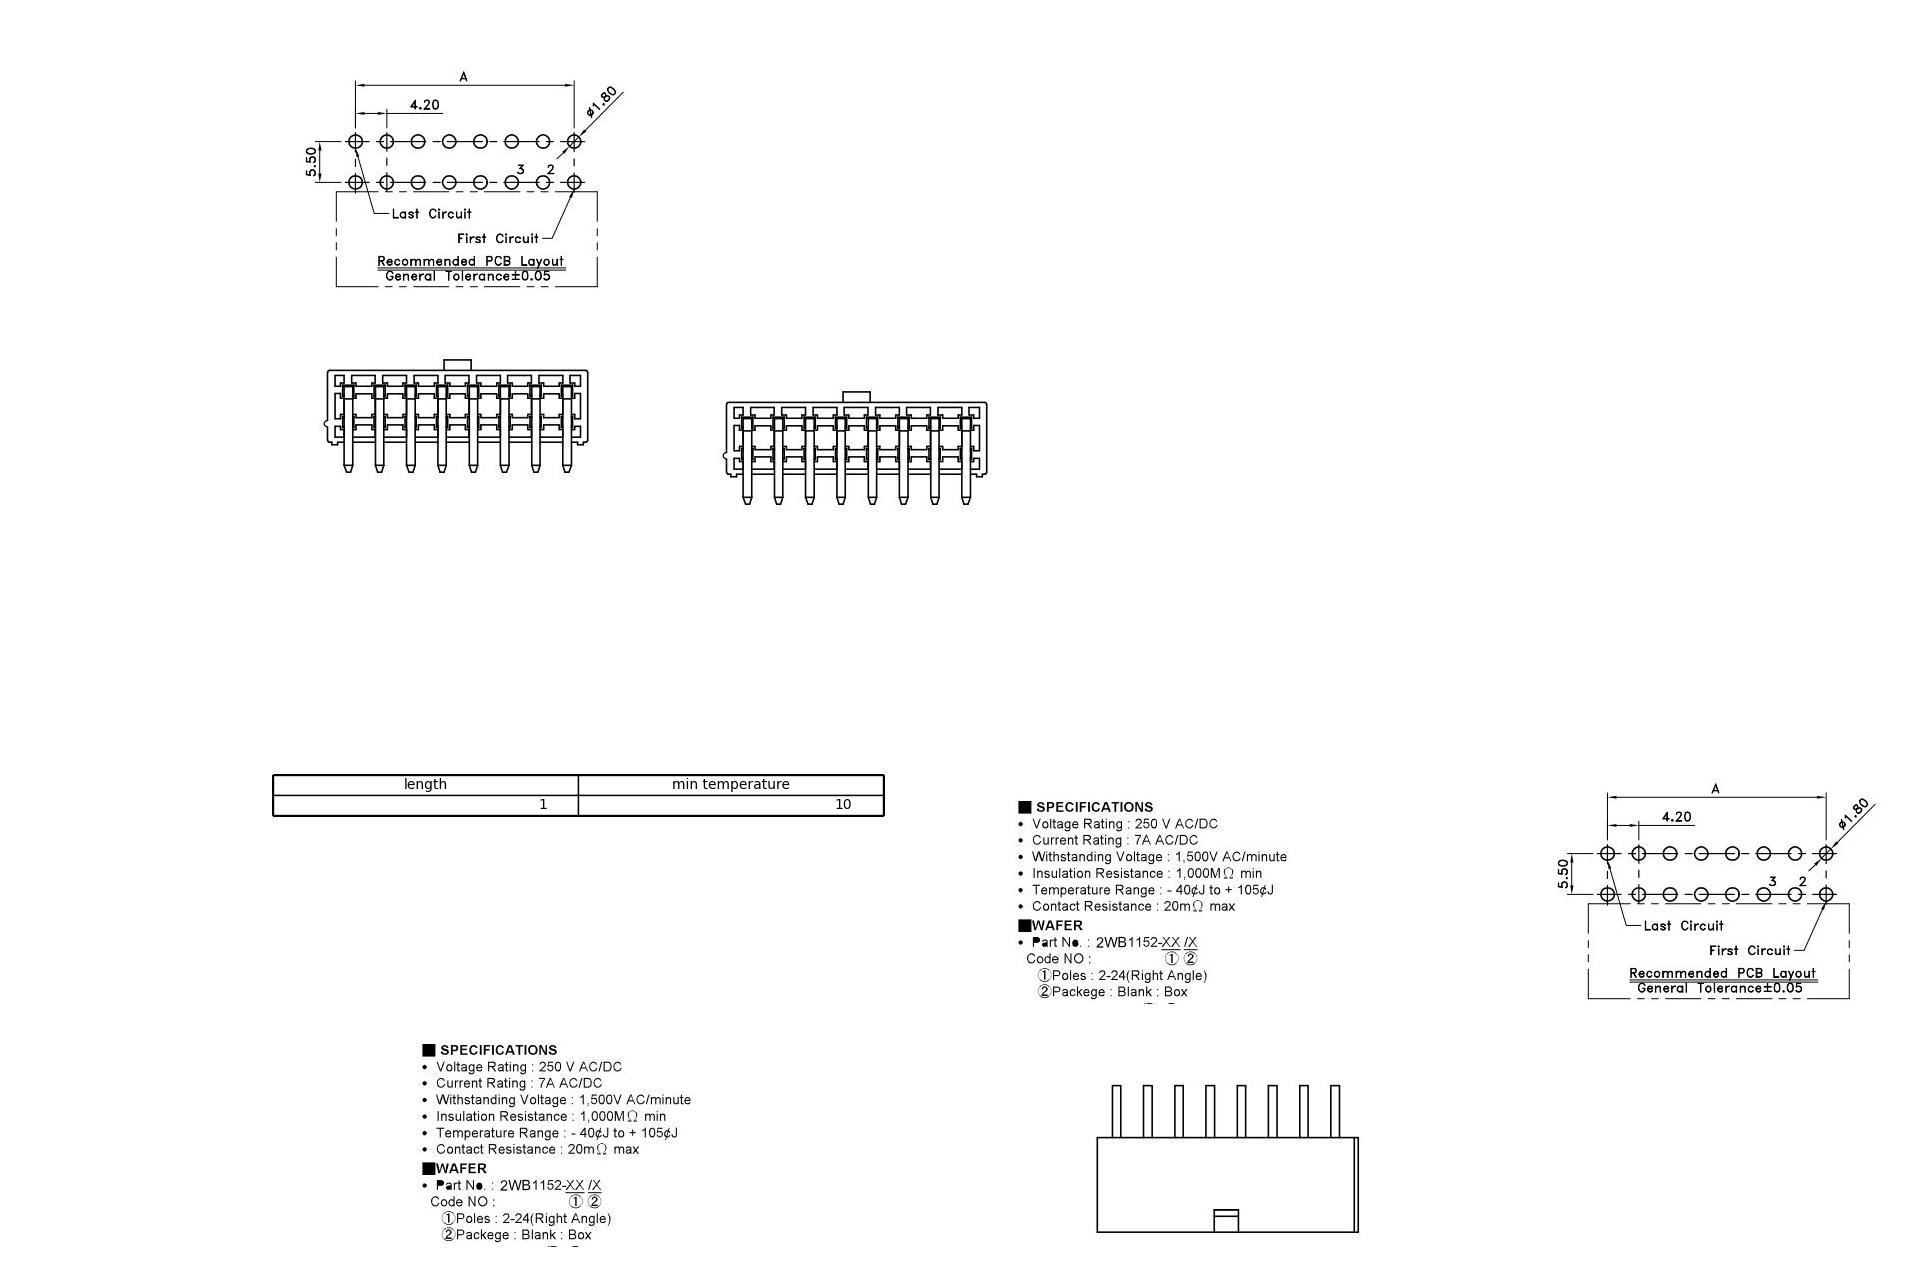 A
4.20
ø1.80
5.50
3 2
Last Circuit
First Circuit
Recommended PCB Layout
General Tolerance±0.05
length min temperature
1 10
■ SPECIFICATIONS
• Voltage Rating : 250 V AC/DC
• Current Rating : 7A AC/DC
• Withstanding Voltage : 1,500V AC/minute
• Insulation Resistance : 1,000MΩ min
• Temperature Range : - 40¢J to + 105¢J
• Contact Resistance : 20mΩ max
■WAFER
• Part No. : 2WB1152-XX /X
Code NO : ① ②
①Poles : 2-24(Right Angle)
②Packege : Blank : Box
A
4.20
ø1.80
5.50
3 2
Last Circuit
First Circuit
Recommended PCB Layout
General Tolerance±0.05
■ SPECIFICATIONS
• Voltage Rating : 250 V AC/DC
• Current Rating : 7A AC/DC
• Withstanding Voltage : 1,500V AC/minute
• Insulation Resistance : 1,000MΩ min
• Temperature Range : - 40¢J to + 105¢J
• Contact Resistance : 20mΩ max
■WAFER
• Part No. : 2WB1152-XX /X
Code NO : ① ②
①Poles : 2-24(Right Angle)
②Packege : Blank : Box